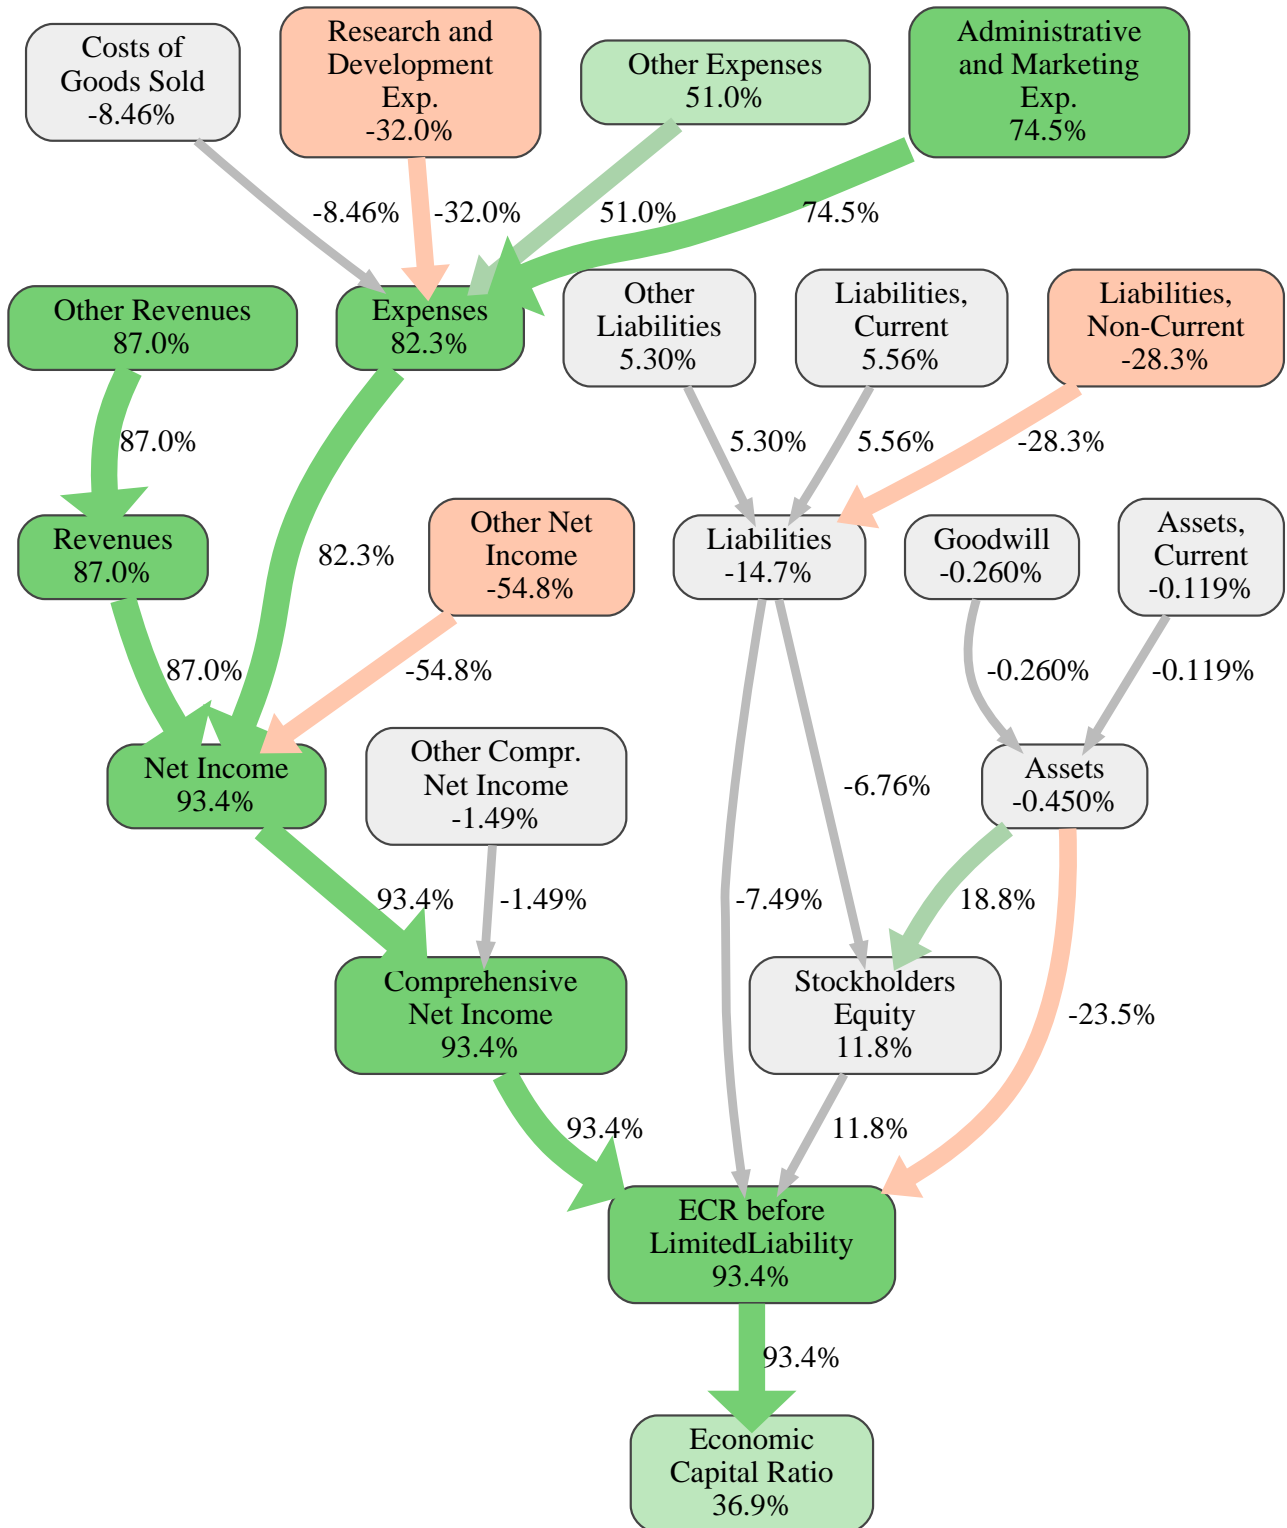 Costs of
Goods Sold
-8.46%
Research and
Development
Exp.
-32.0%
Other Expenses
51.0%
Administrative
and Marketing
Exp.
74.5%
-8.46%
-32.0%
51.0%
74.5%
Other Revenues
87.0%
Expenses
82.3%
Other
Liabilities
5.30%
Liabilities,
Current
5.56%
Liabilities,
Non-Current
-28.3%
87.0%
5.30%
5.56%
-28.3%
Revenues
87.0%
82.3%
Other Net
Income
-54.8%
Liabilities
-14.7%
Goodwill
-0.260%
Assets,
Current
-0.119%
87.0%
-54.8%
-0.260%
-0.119%
Net Income
93.4%
Other Compr.
Net Income
-1.49%
-6.76%
Assets
-0.450%
93.4%
-1.49%
-7.49%
18.8%
Comprehensive
Net Income
93.4%
Stockholders
Equity
11.8%
-23.5%
93.4%
11.8%
ECR before
LimitedLiability
93.4%
93.4%
Economic
Capital Ratio
36.9%